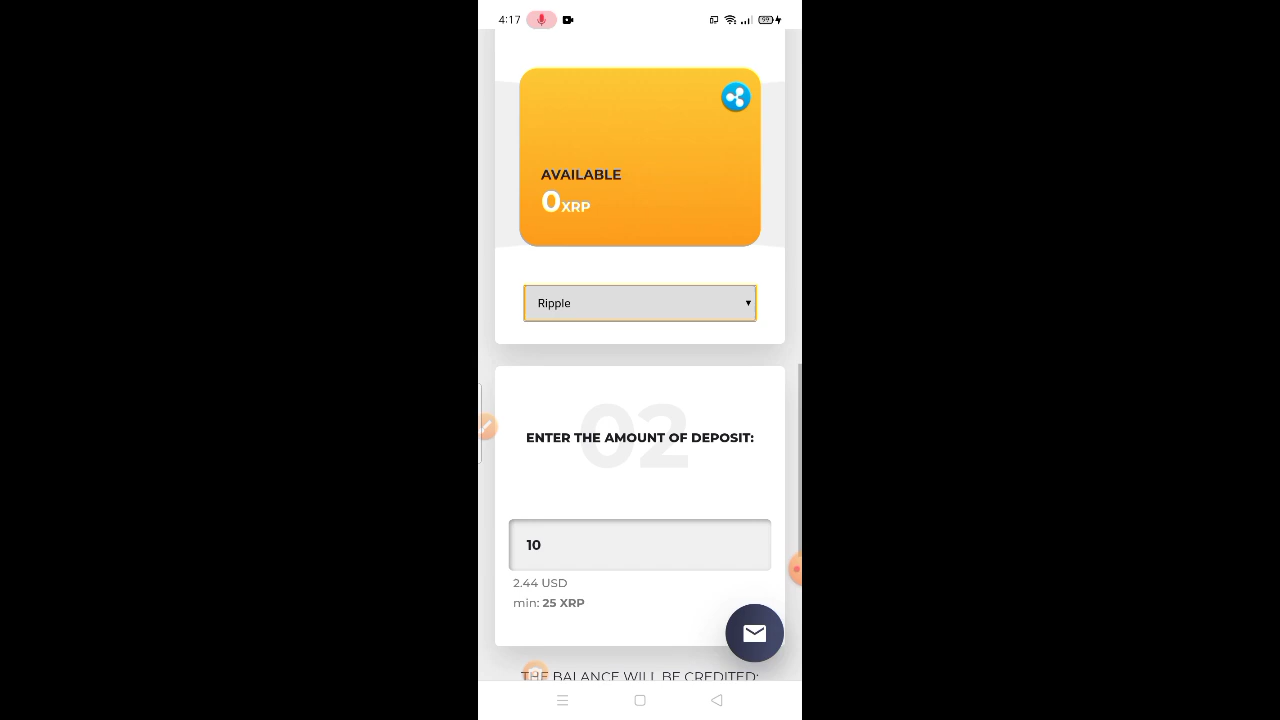 4:17
99
AVAILABLE
0XRP
Ripple
02
ENTER THE AMOUNT OF DEPOSIT:
10
2.44 USD
min: 25 XRP
THE BALANCE WILL BE CREDITED: